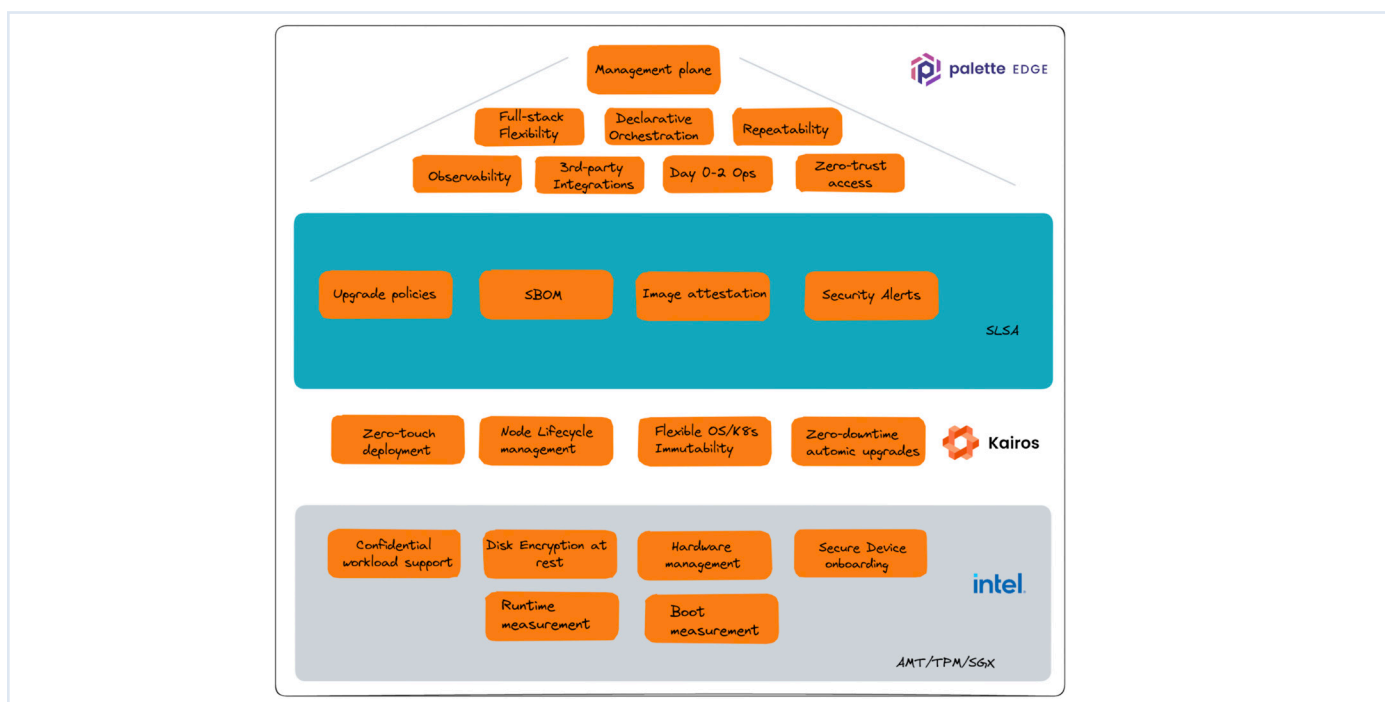 Management plane
palette EDGE
Full-stack
Flexibility
Declarative
Orchestration
Repeatability
Observability
3rd-party
Integrations
Day 0-2 Ops
Zero-trust
access
Upgrade policies
SBOM
Image attestation
Security Alerts
SLSA
Zero-touch
deployment
Node Lifecycle
management
Flexible OS/K8s
Immutability
Zero-downtime
automic upgrades
Kairos
Confidential
workload support
Disk Encryption at
rest
Hardware
management
Secure Device
onboarding
intel.
Runtime
measurement
Boot
measurement
AMT/TPM/SGX